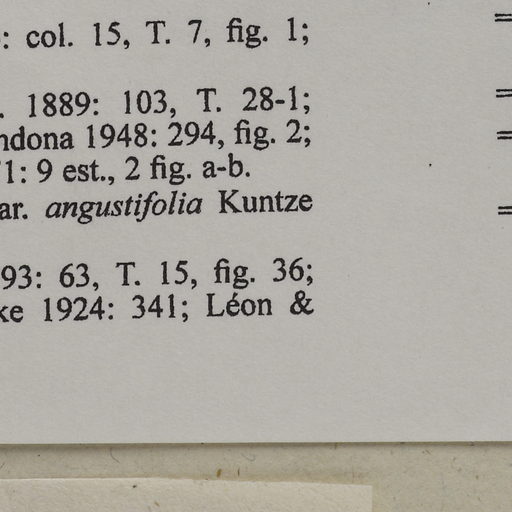 : col. 15, T. 7, fig. 1;
. 1889: 103, T. 28-1;
ndona 1948: 294, fig. 2;
1: 9 est., 2 fig. a-b.
ar. angustifolia Kuntze
93: 63, T. 15, fig. 36;
ke 1924: 341; Léon &
=
=
=
=